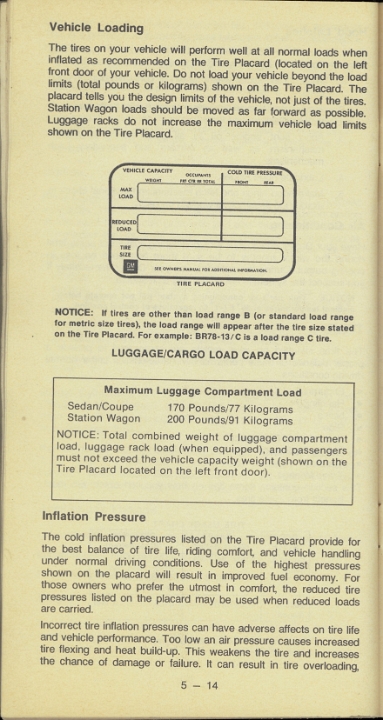 Vehicle Loading
The tires on your vehicle will perform well at all normal loads when
inflated as recommended on the Tire Placard (located on the left
front door of your vehicle. Do not load your vehicle beyond the load
limits (total pounds or kilograms) shown on the Tire Placard. The
placard tells you the design limits of the vehicle, not just of the tires.
Station Wagon loads should be moved as far forward as possible.
Luggage racks do not increase the maximum vehicle load limits
shown on the Tire Placard.
VEHICLE CAPACITY COLD TIRE PRESSURE
OCCUPANTS
WEIGHT FRT CTR RR TOTAL FRONT REAR
MAX
LOAD
REDUCED
LOAD
TIRE
SIZE
GM
SEE OWNERS MANUAL FOR ADDITIONAL INFORMATION
TIRE PLACARD
NOTICE: If tires are other than load range B (or standard load range
for metric size tires), the load range will appear after the tire size stated
on the Tire Placard. For example: BR78-13/C is a load range C tire.
LUGGAGE/CARGO LOAD CAPACITY
Maximum Luggage Compartment Load
Sedan/Coupe 170 Pounds/77 Kilograms
Station Wagon 200 Pounds/91 Kilograms
NOTICE: Total combined weight of luggage compartment
load, luggage rack load (when equipped), and passengers
must not exceed the vehicle capacity weight (shown on the
Tire Placard located on the left front door).
Inflation Pressure
The cold inflation pressures listed on the Tire Placard provide for
the best balance of tire life, riding comfort, and vehicle handling
under normal driving conditions. Use of the highest pressures
shown on the placard will result in improved fuel economy. For
those owners who prefer the utmost in comfort, the reduced tire
pressures listed on the placard may be used when reduced loads
are carried.
Incorrect tire inflation pressures can have adverse affects on tire life
and vehicle performance. Too low an air pressure causes increased
tire flexing and heat build-up. This weakens the tire and increases
the chance of damage or failure. It can result in tire overloading,
5 – 14